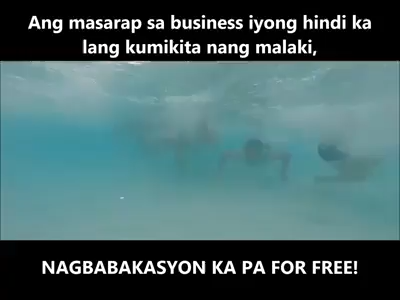 Ang masarap sa business iyong hindi ka
lang kumikita nang malaki,
NAGBABAKASYON KA PA FOR FREE!